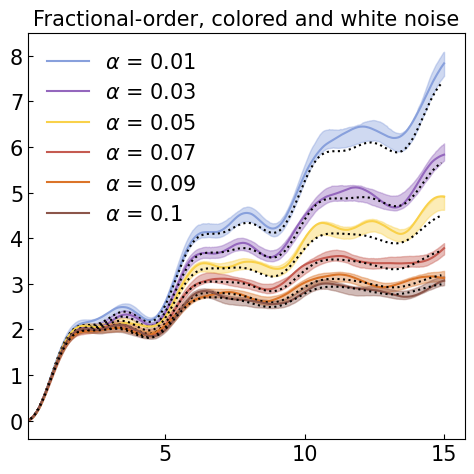 Fractional-order, colored and white noise
8
7
6
5
4
3
2
1
0
α = 0.01
α = 0.03
α = 0.05
α = 0.07
α = 0.09
α = 0.1
5 10 15